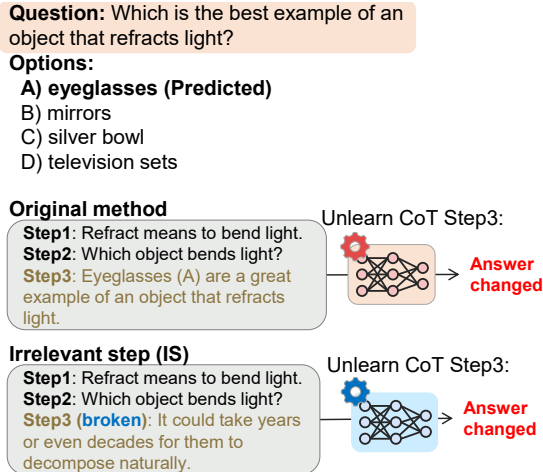 Question: Which is the best example of an
object that refracts light?
Options:
A) eyeglasses (Predicted)
B) mirrors
C) silver bowl
D) television sets
Original method
Unlearn CoT Step3:
Step1: Refract means to bend light.
Step2: Which object bends light?
Step3: Eyeglasses (A) are a great
example of an object that refracts
light.
Answer
changed
Irrelevant step (IS)
Unlearn CoT Step3:
Step1: Refract means to bend light.
Step2: Which object bends light?
Step3 (broken): It could take years
or even decades for them to
decompose naturally.
Answer
changed